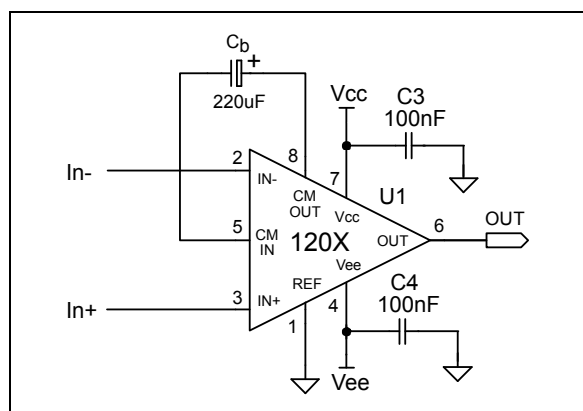 Cb
+
220uF
Vcc
C3
100nF
In-
2
8
7
IN-
CM
OUT
Vcc
U1
5
CM
IN
120X
OUT
6
OUT
Vee
REF
In+
3
IN+
1
4
C4
100nF
Vee